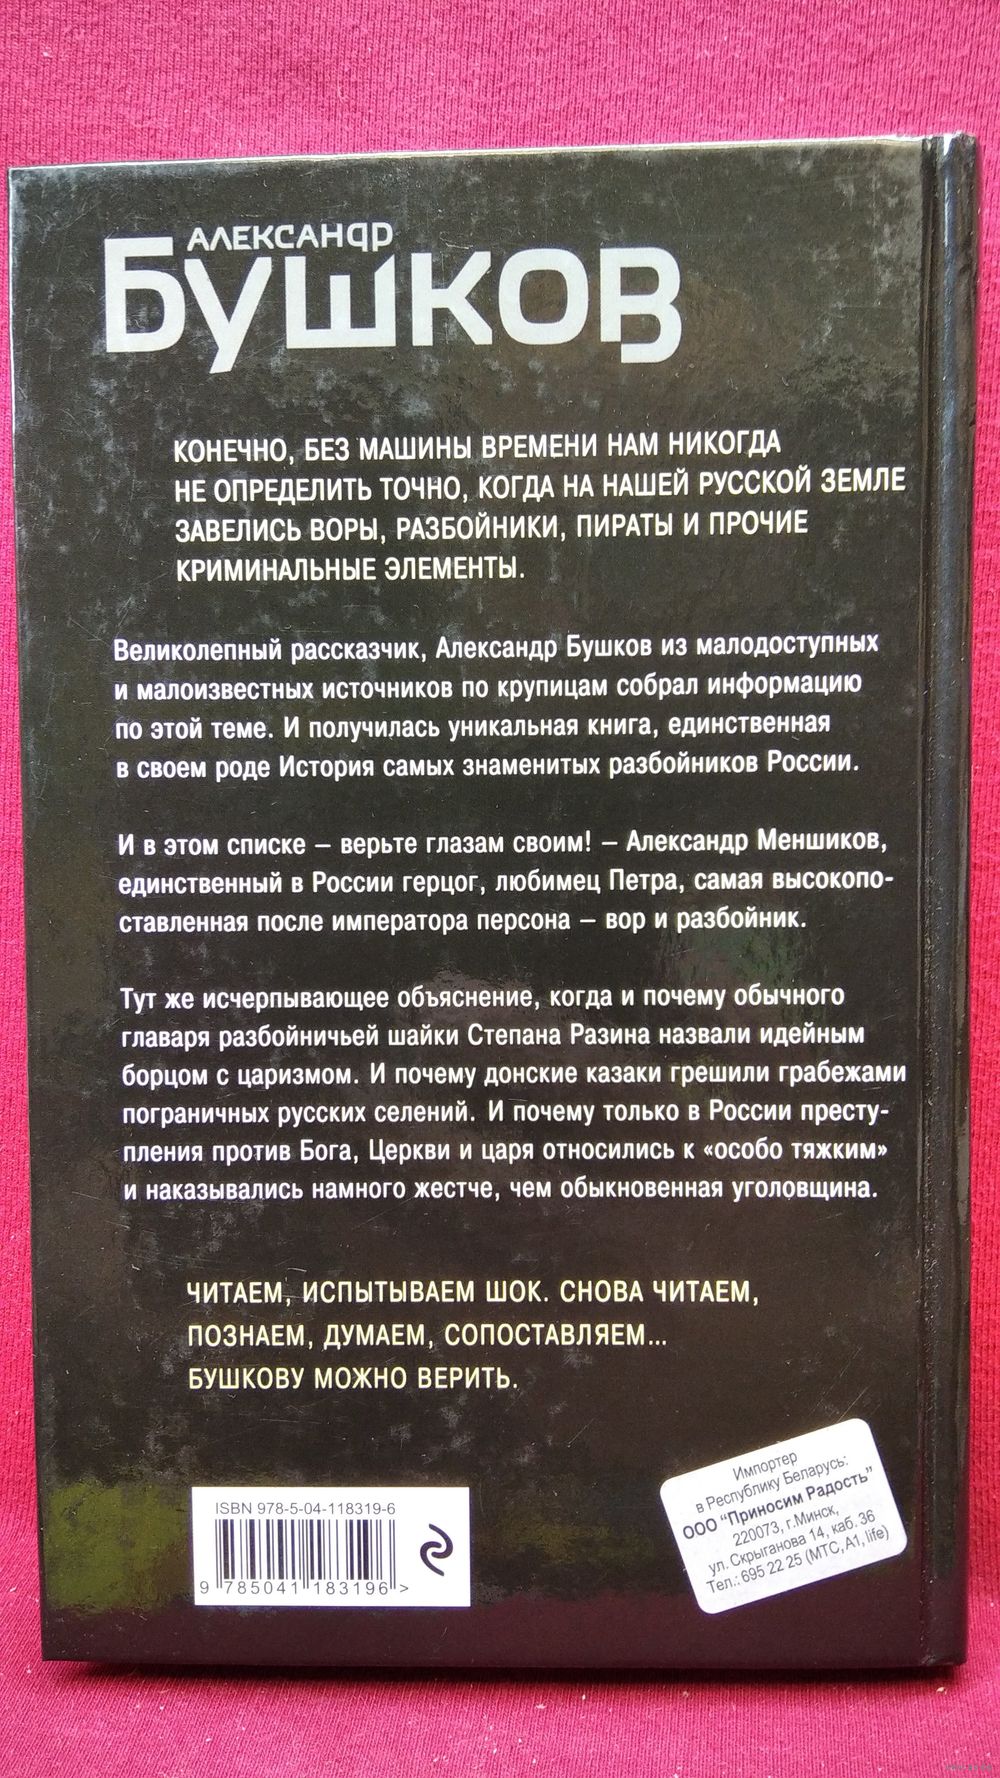 АЛЕКСАНДР
БУШКОВ
КОНЕЧНО, БЕЗ МАШИНЫ ВРЕМЕНИ НАМ НИКОГДА
НЕ ОПРЕДЕЛИТЬ ТОЧНО, КОГДА НА НАШЕЙ РУССКОЙ ЗЕМЛЕ
ЗАВЕЛИСЬ ВОРЫ, РАЗБОЙНИКИ, ПИРАТЫ И ПРОЧИЕ
КРИМИНАЛЬНЫЕ ЭЛЕМЕНТЫ.
Великолепный рассказчик, Александр Бушков из малодоступных
и малоизвестных источников по крупицам собрал информацию
по этой теме. И получилась уникальная книга, единственная
в своем роде История самых знаменитых разбойников России.
И в этом списке – верьте глазам своим! – Александр Меншиков,
единственный в России герцог, любимец Петра, самая высокопо-
ставленная после императора персона – вор и разбойник.
Тут же исчерпывающее объяснение, когда и почему обычного
главаря разбойничьей шайки Степана Разина назвали идейным
борцом с царизмом. И почему донские казаки грешили грабежами
пограничных русских селений. И почему только в России престу-
пления против Бога, Церкви и царя относились к «особо тяжким»
и наказывались намного жестче, чем обыкновенная уголовщина.
ЧИТАЕМ, ИСПЫТЫВАЕМ ШОК. СНОВА ЧИТАЕМ,
ПОЗНАЕМ, ДУМАЕМ, СОПОСТАВЛЯЕМ...
БУШКОВУ МОЖНО ВЕРИТЬ.
ISBN 978-5-04-118319-6
9 785041 183196 >
Импортер
в Республику Беларусь:
ООО "Приносим Радость"
220073, г.Минск,
ул. Скрыганова 14, каб. 36
Тел.: 695 22 25 (МТС, А1, life)